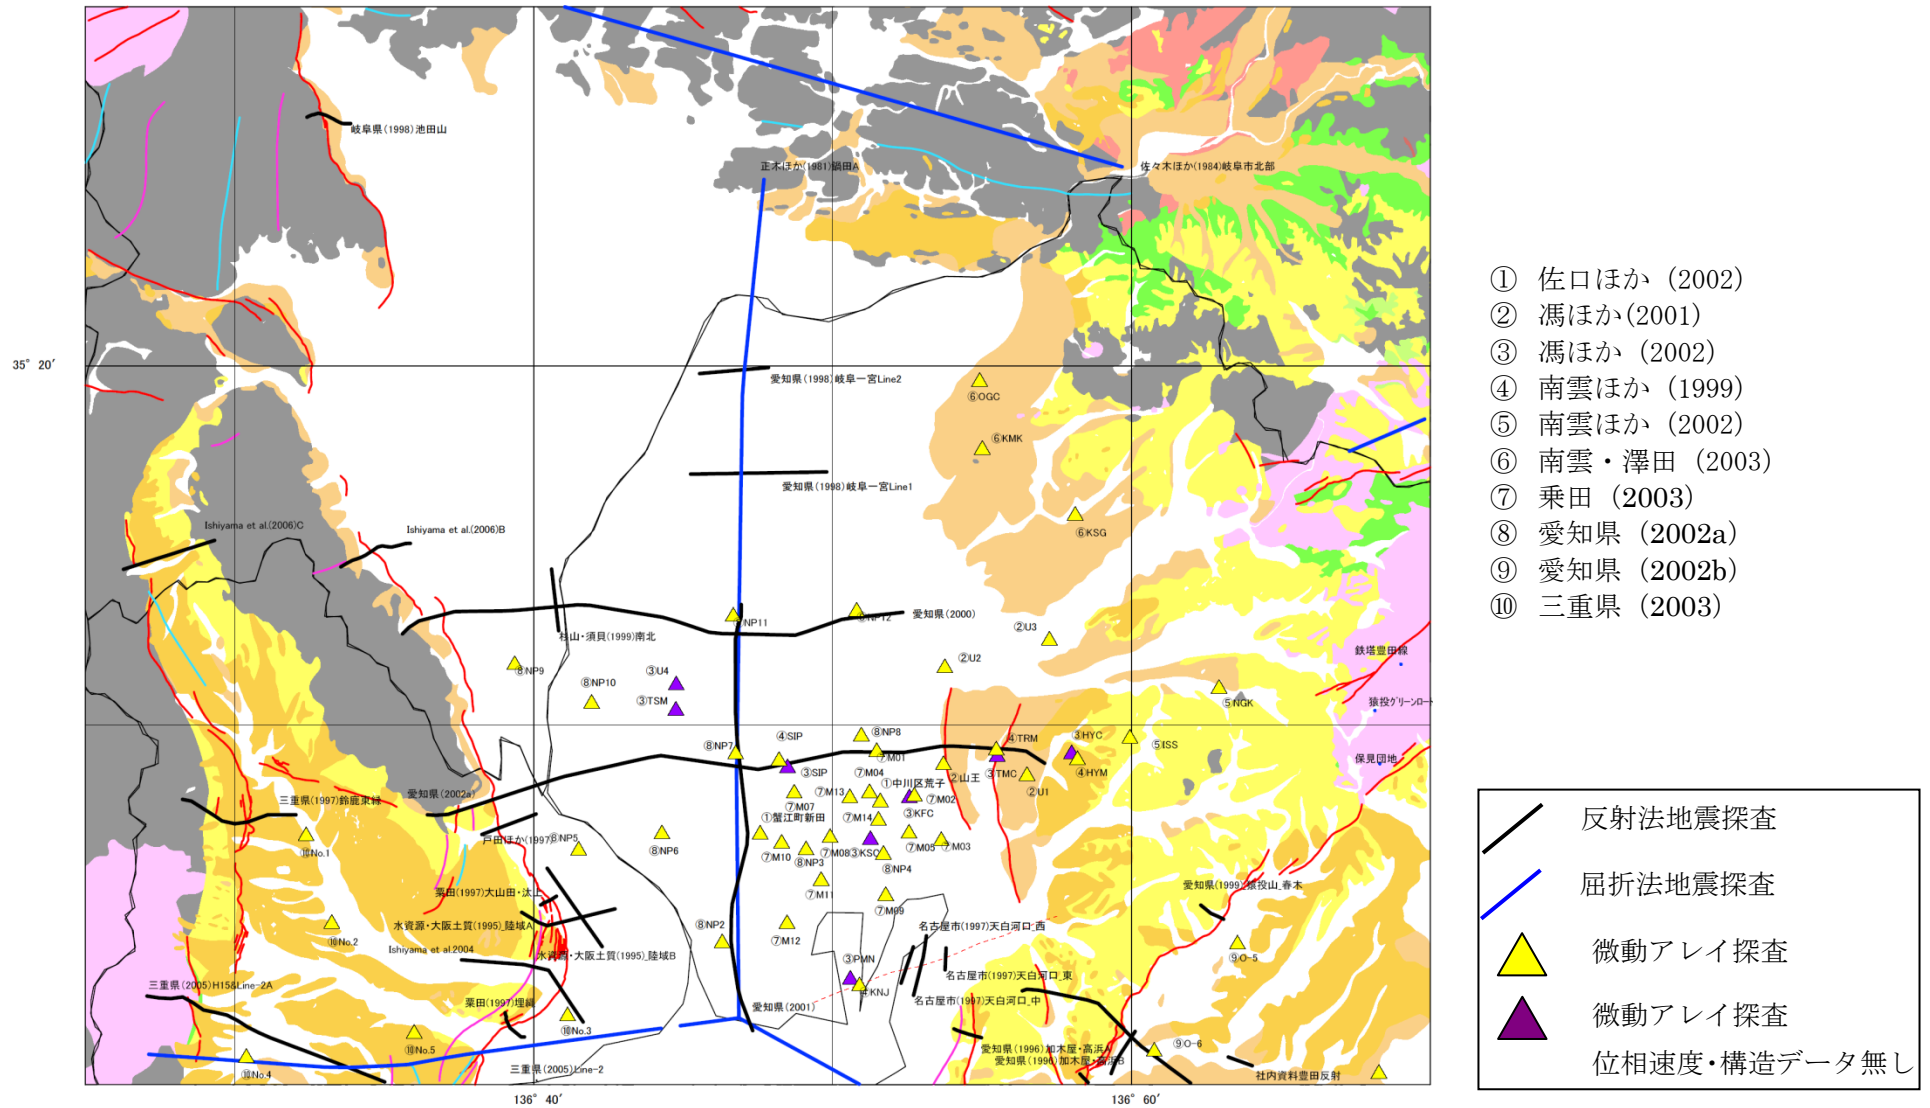 岐阜県(1998)池田山
正木ほか(1981)鍋田A
佐々木ほか(1984)岐阜市北部
35° 20′
愛知県(1998)岐阜一宮Line2
⑥OGC
⑥KMK
愛知県(1998)岐阜一宮Line1
⑥KSG
Ishiyama et al.(2006)C
Ishiyama et al.(2006)B
愛知県(2000)
杉山・須貝(1999)南北
NP11
NP12
②U3
②U2
鉄塔豊田線
⑧NP9
⑧NP10
③U4
③TSM
⑤NGK
猿投グリーンロード
④SIP
⑧NP8
⑧NP7
⑦M01
④TRM
③HYC
⑤ISS
保見団地
③SIP
⑦M04
②山王
③TMC
④HYM
①中川区荒子
②U1
三重県(1997)鈴鹿東縁
愛知県(2002a)
⑦M07
⑦M13
⑦M02
③KFC
①蟹江町新田
⑦M14
戸田ほか(1997)
⑧NP5
⑧NP6
⑩No.1
⑦M10
⑧NP3
⑦M08
③KSO
⑦M05
⑦M03
⑧NP4
栗田(1997)大山田・汰上
⑦M11
愛知県(1999)猿投山_春木
⑦M09
水資源・大阪土質(1995)_陸域A
⑧NP2
⑦M12
名古屋市(1997)天白河口_西
⑩No.2
Ishiyama et al.2004
水資源・大阪土質(1995)_陸域B
③PMN
名古屋市(1997)天白河口_東
⑨O-5
三重県(2005)H15&Line-2A
④KNJ
名古屋市(1997)天白河口_中
栗田(1997)埋縄
愛知県(2001)
⑩No.3
⑩No.5
⑨O-6
愛知県(1996)加木屋・高浜A
愛知県(1996)加木屋・高浜B
⑩No.4
三重県(2005)Line-2
社内資料豊田反射
136° 40′
136° 60′
① 佐口ほか (2002)
② 馮ほか(2001)
③ 馮ほか (2002)
④ 南雲ほか (1999)
⑤ 南雲ほか (2002)
⑥ 南雲・澤田 (2003)
⑦ 乗田 (2003)
⑧ 愛知県 (2002a)
⑨ 愛知県 (2002b)
⑩ 三重県 (2003)
反射法地震探査
屈折法地震探査
微動アレイ探査
微動アレイ探査
位相速度・構造データ無し